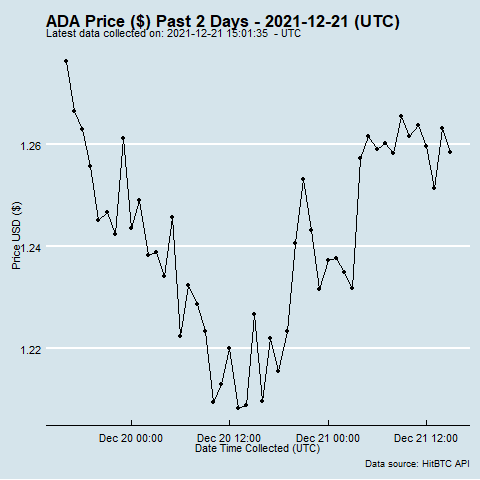 ADA Price ($) Past 2 Days - 2021-12-21 (UTC)
Latest data collected on: 2021-12-21 15:01:35  - UTC
1.26
1.24
1.22
Price USD ($)
Dec 20 00:00
Dec 20 12:00
Dec 21 00:00
Dec 21 12:00
Date Time Collected (UTC)
Data source: HitBTC API